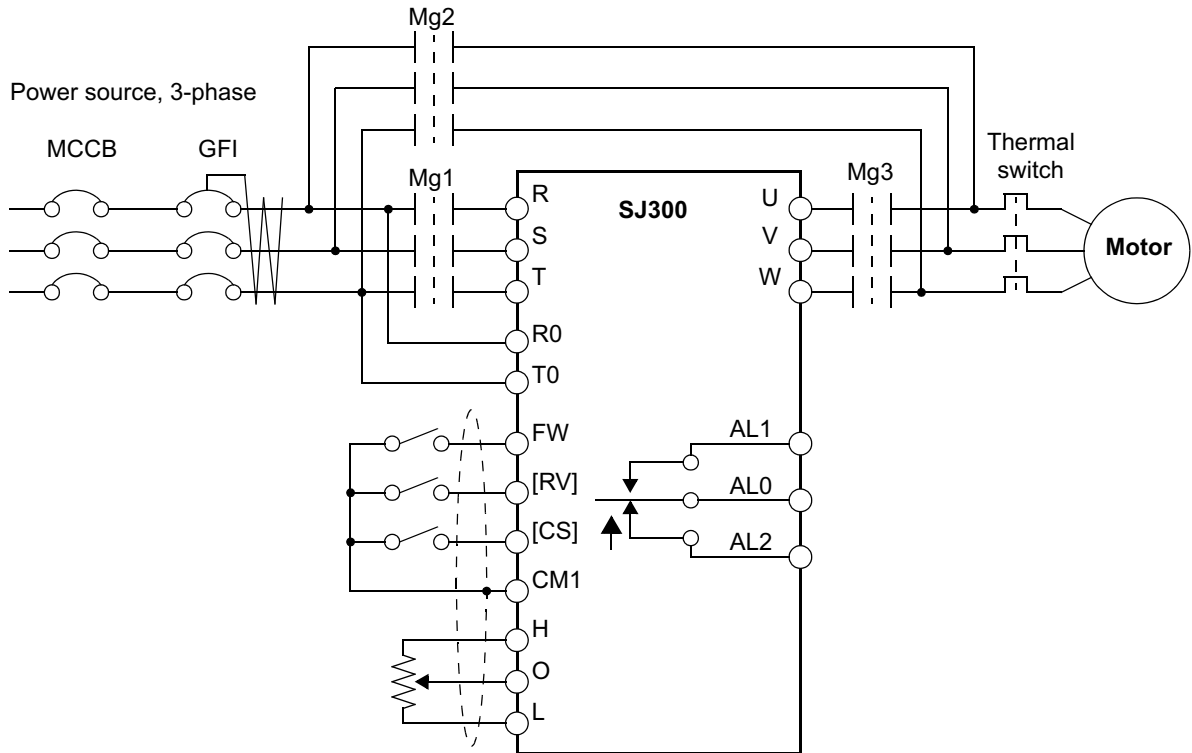 Mg2
Power source, 3-phase
MCCB
GFI
Mg1
Mg3
Thermal
switch
R
SJ300
U
S
V
Motor
T
W
R0
T0
FW
AL1
[RV]
AL0
[CS]
AL2
CM1
H
O
L